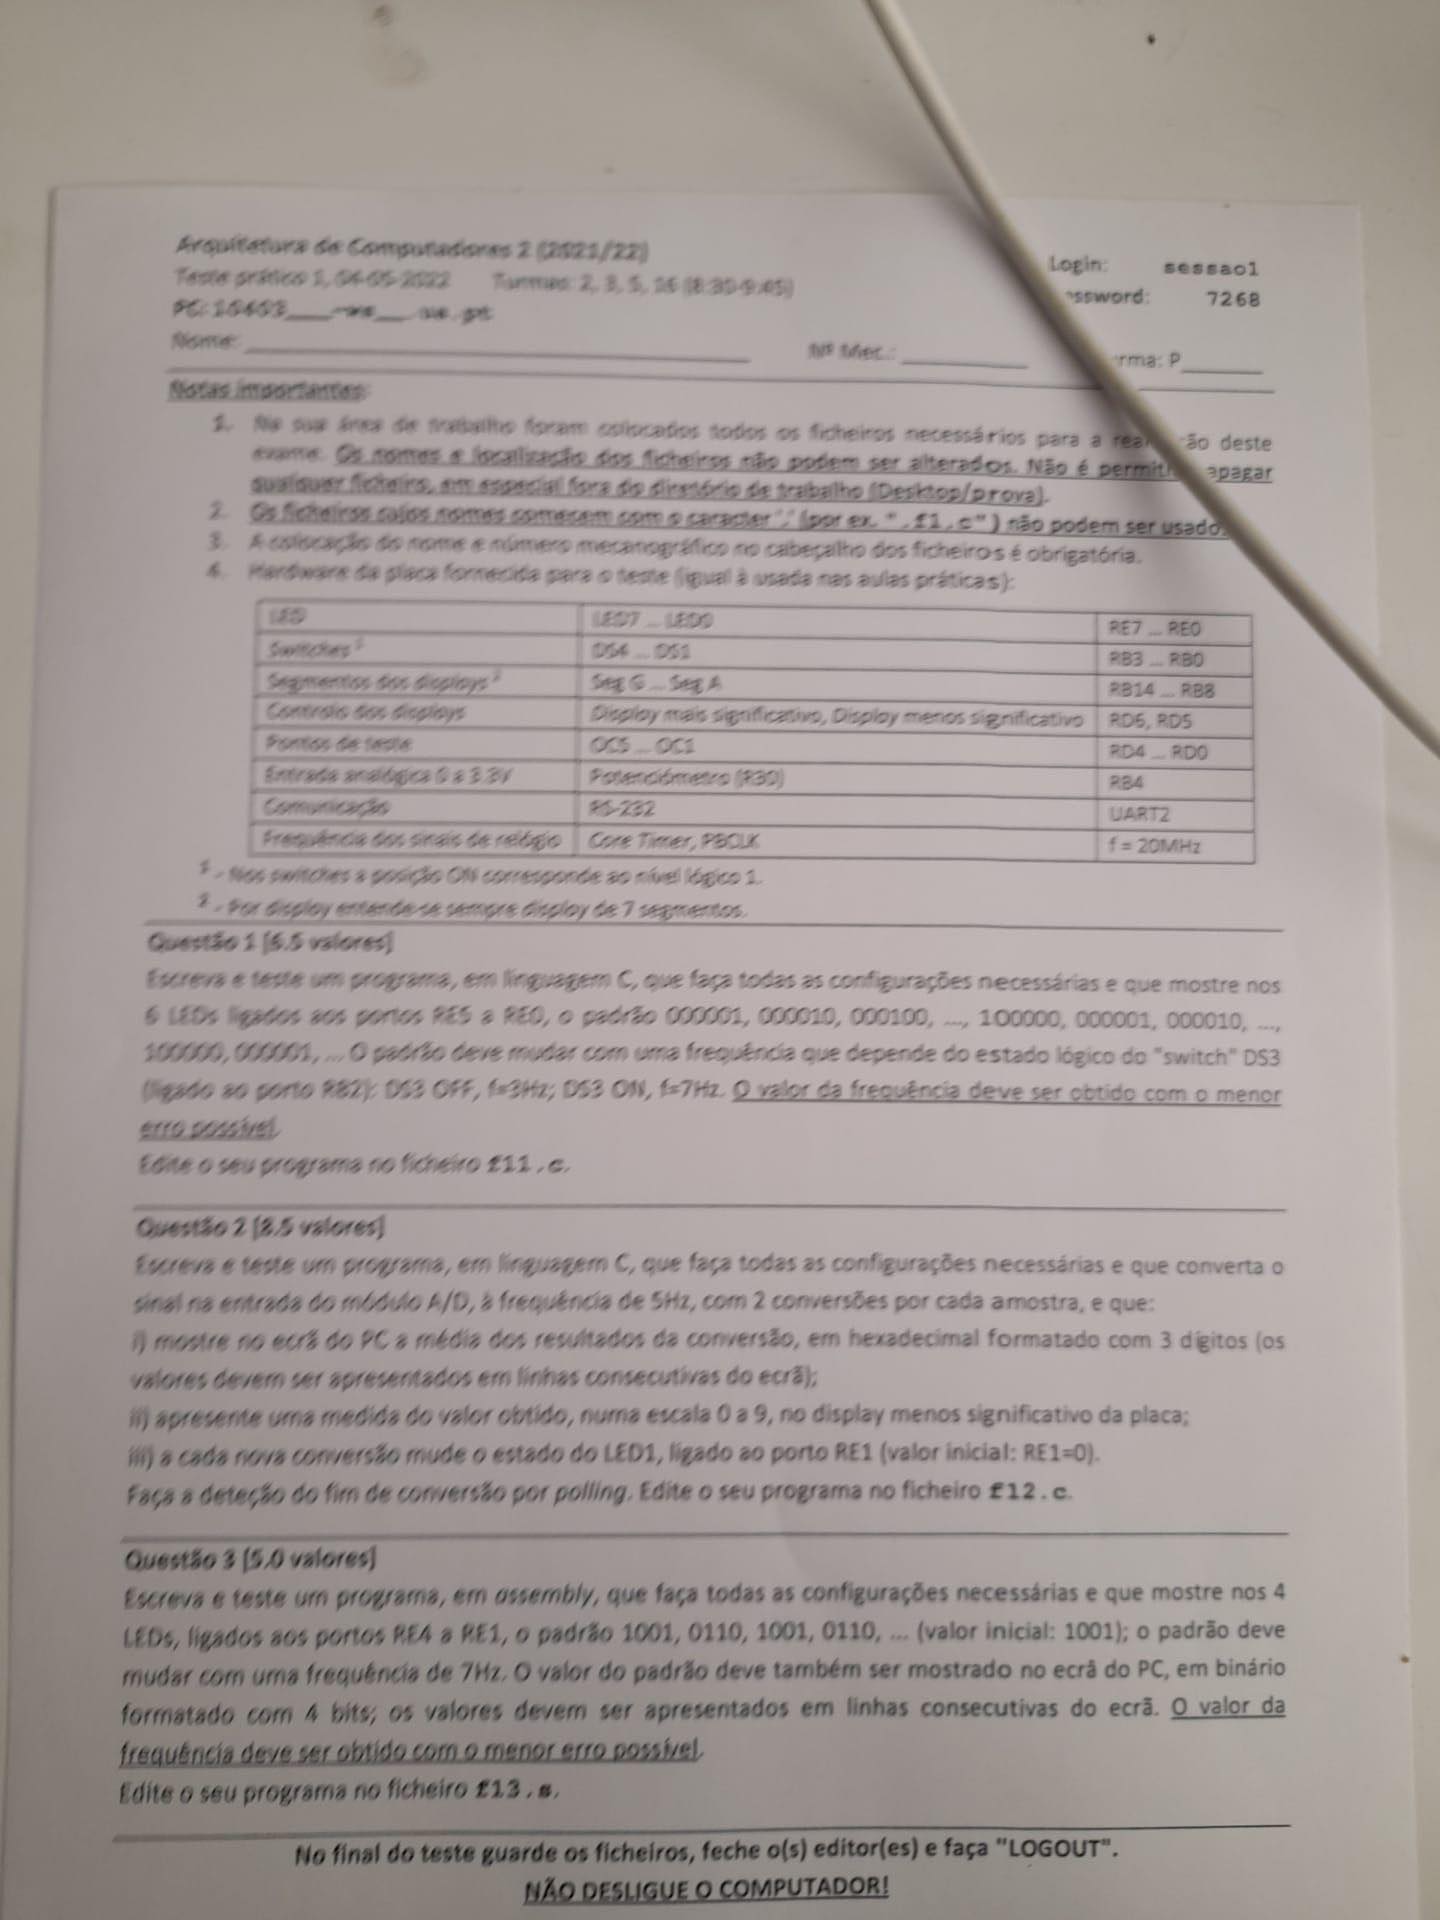 Arquitetura de Computadores 2 (2021/22)
Login: sessao1
Teste prático 1, 04-05-2022 Turmas: 2, 3, 5, 16 (8:30-9:45)
ssword: 7268
Nome: Nº Mec.: rma: P
Notas importantes:
1. Na sua área de trabalho foram colocados todos os ficheiros necessários para a rea ão deste
exame. Os nomes e localização dos ficheiros não podem ser alterados. Não é permiti apagar
qualquer ficheiro, em especial fora do diretório de trabalho (Desktop/prova).
2. Os ficheiros cujos nomes comecem com o caracter '.' (por ex. ".f1.c") não podem ser usado
3. A colocação do nome e número mecanográfico no cabeçalho dos ficheiros é obrigatória.
4. Hardware da placa fornecida para o teste (igual à usada nas aulas práticas):
LED LED7 ... LED0 RE7 ... RE0
Switches 1 DS4 ... DS1 RB3 ... RB0
Segmentos dos displays 2 Seg G ... Seg A RB14 ... RB8
Controlo dos displays Display mais significativo, Display menos significativo RD6, RD5
Pontos de teste OC5 ... OC1 RD4 ... RD0
Entrada analógica 0 a 3.3V Potenciómetro (R30) RB4
Comunicação RS-232 UART2
Frequência dos sinais de relógio Core Timer, PBCLK f = 20MHz
1 - Nos switches a posição ON corresponde ao nível lógico 1.
2 - Por display entende-se sempre display de 7 segmentos.
Questão 1 [6.5 valores]
Escreva e teste um programa, em linguagem C, que faça todas as configurações necessárias e que mostre nos
6 LEDs ligados aos portos RE5 a RE0, o padrão 000001, 000010, 000100, ..., 100000, 000001, 000010, ...,
100000, 000001, ... O padrão deve mudar com uma frequência que depende do estado lógico do "switch" DS3
(ligado ao porto RB2): DS3 OFF, f=3Hz; DS3 ON, f=7Hz. O valor da frequência deve ser obtido com o menor
erro possível.
Edite o seu programa no ficheiro f11.c.
Questão 2 [8.5 valores]
Escreva e teste um programa, em linguagem C, que faça todas as configurações necessárias e que converta o
sinal na entrada do módulo A/D, à frequência de 5Hz, com 2 conversões por cada amostra, e que:
i) mostre no ecrã do PC a média dos resultados da conversão, em hexadecimal formatado com 3 dígitos (os
valores devem ser apresentados em linhas consecutivas do ecrã);
ii) apresente uma medida do valor obtido, numa escala 0 a 9, no display menos significativo da placa;
iii) a cada nova conversão mude o estado do LED1, ligado ao porto RE1 (valor inicial: RE1=0).
Faça a deteção do fim de conversão por polling. Edite o seu programa no ficheiro f12.c.
Questão 3 [5.0 valores]
Escreva e teste um programa, em assembly, que faça todas as configurações necessárias e que mostre nos 4
LEDs, ligados aos portos RE4 a RE1, o padrão 1001, 0110, 1001, 0110, ... (valor inicial: 1001); o padrão deve
mudar com uma frequência de 7Hz. O valor do padrão deve também ser mostrado no ecrã do PC, em binário
formatado com 4 bits; os valores devem ser apresentados em linhas consecutivas do ecrã. O valor da
frequência deve ser obtido com o menor erro possível.
Edite o seu programa no ficheiro f13.s.
No final do teste guarde os ficheiros, feche o(s) editor(es) e faça "LOGOUT".
NÃO DESLIGUE O COMPUTADOR!